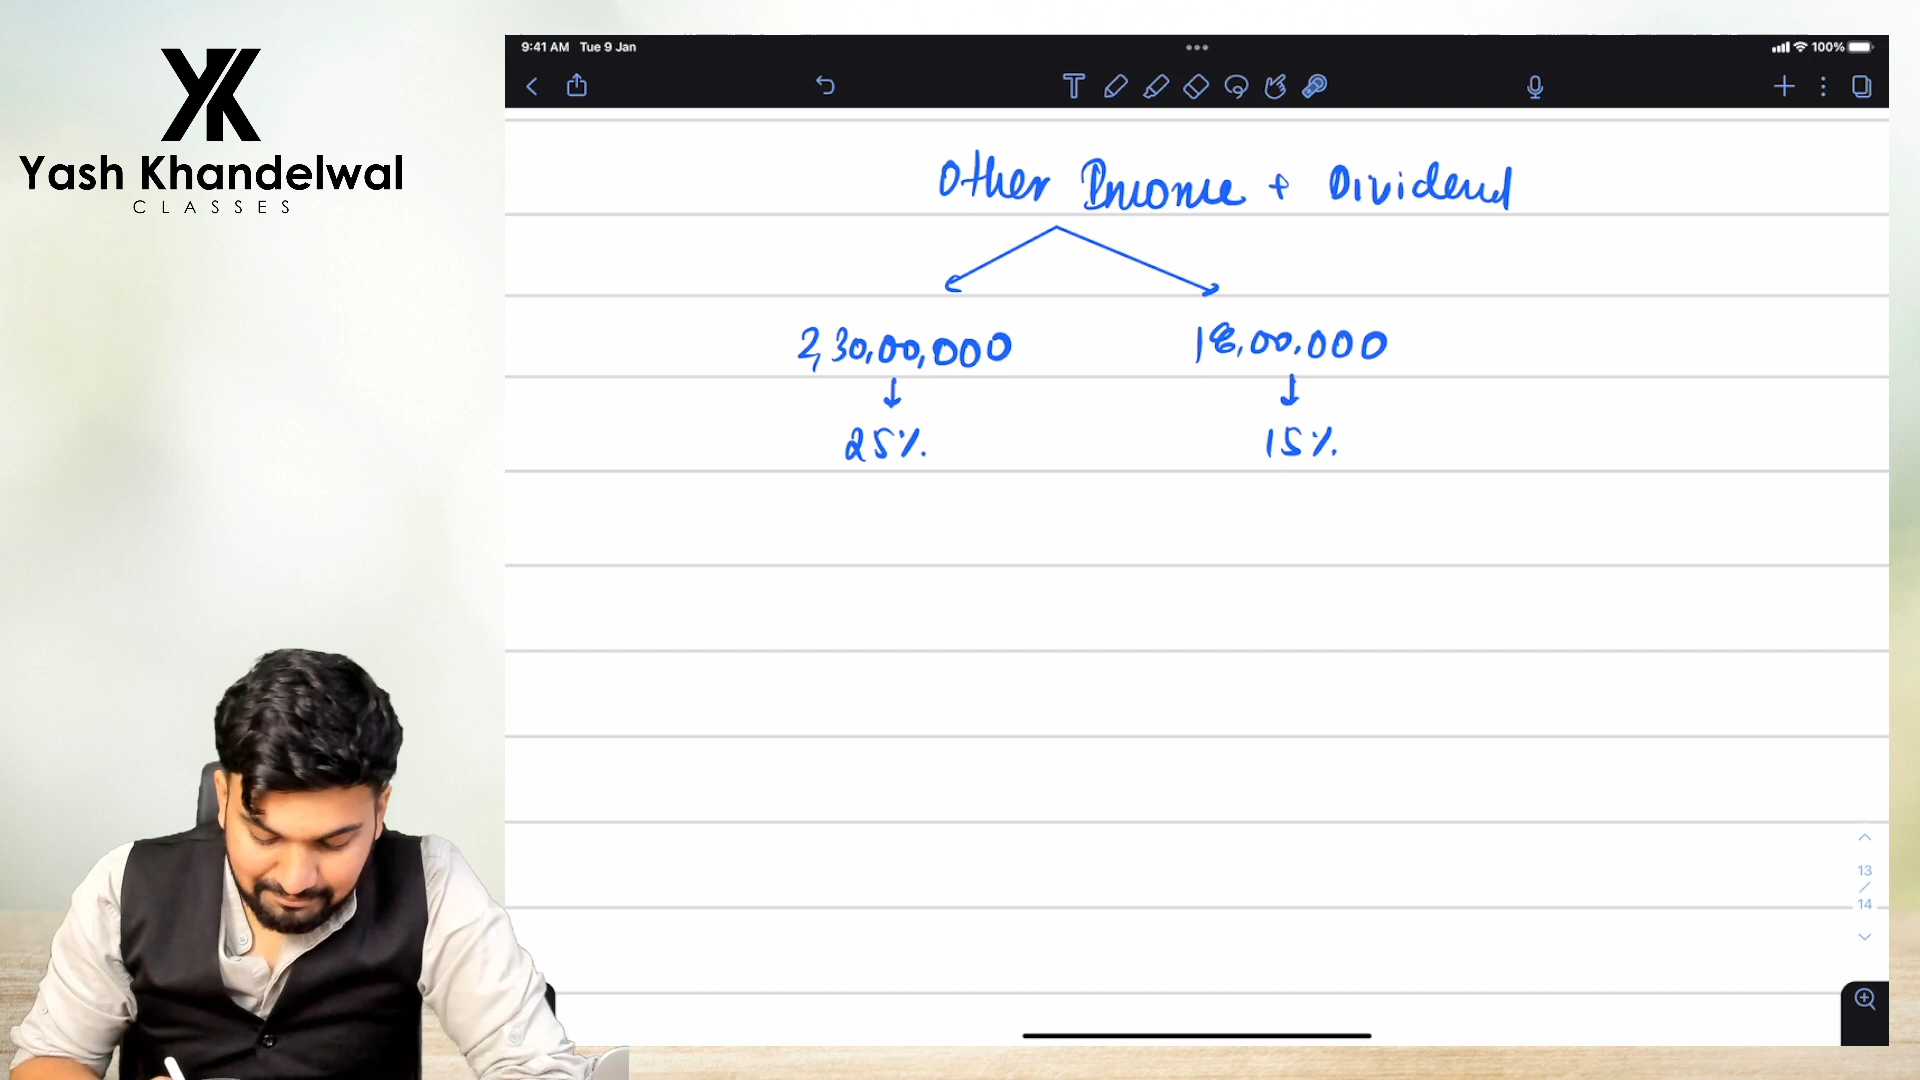 YK
Yash Khandelwal
CLASSES
9:41 AM Tue 9 Jan
100%
T
Other Income + Dividend
2,30,00,000 18,00,000
25% 15%
13
14